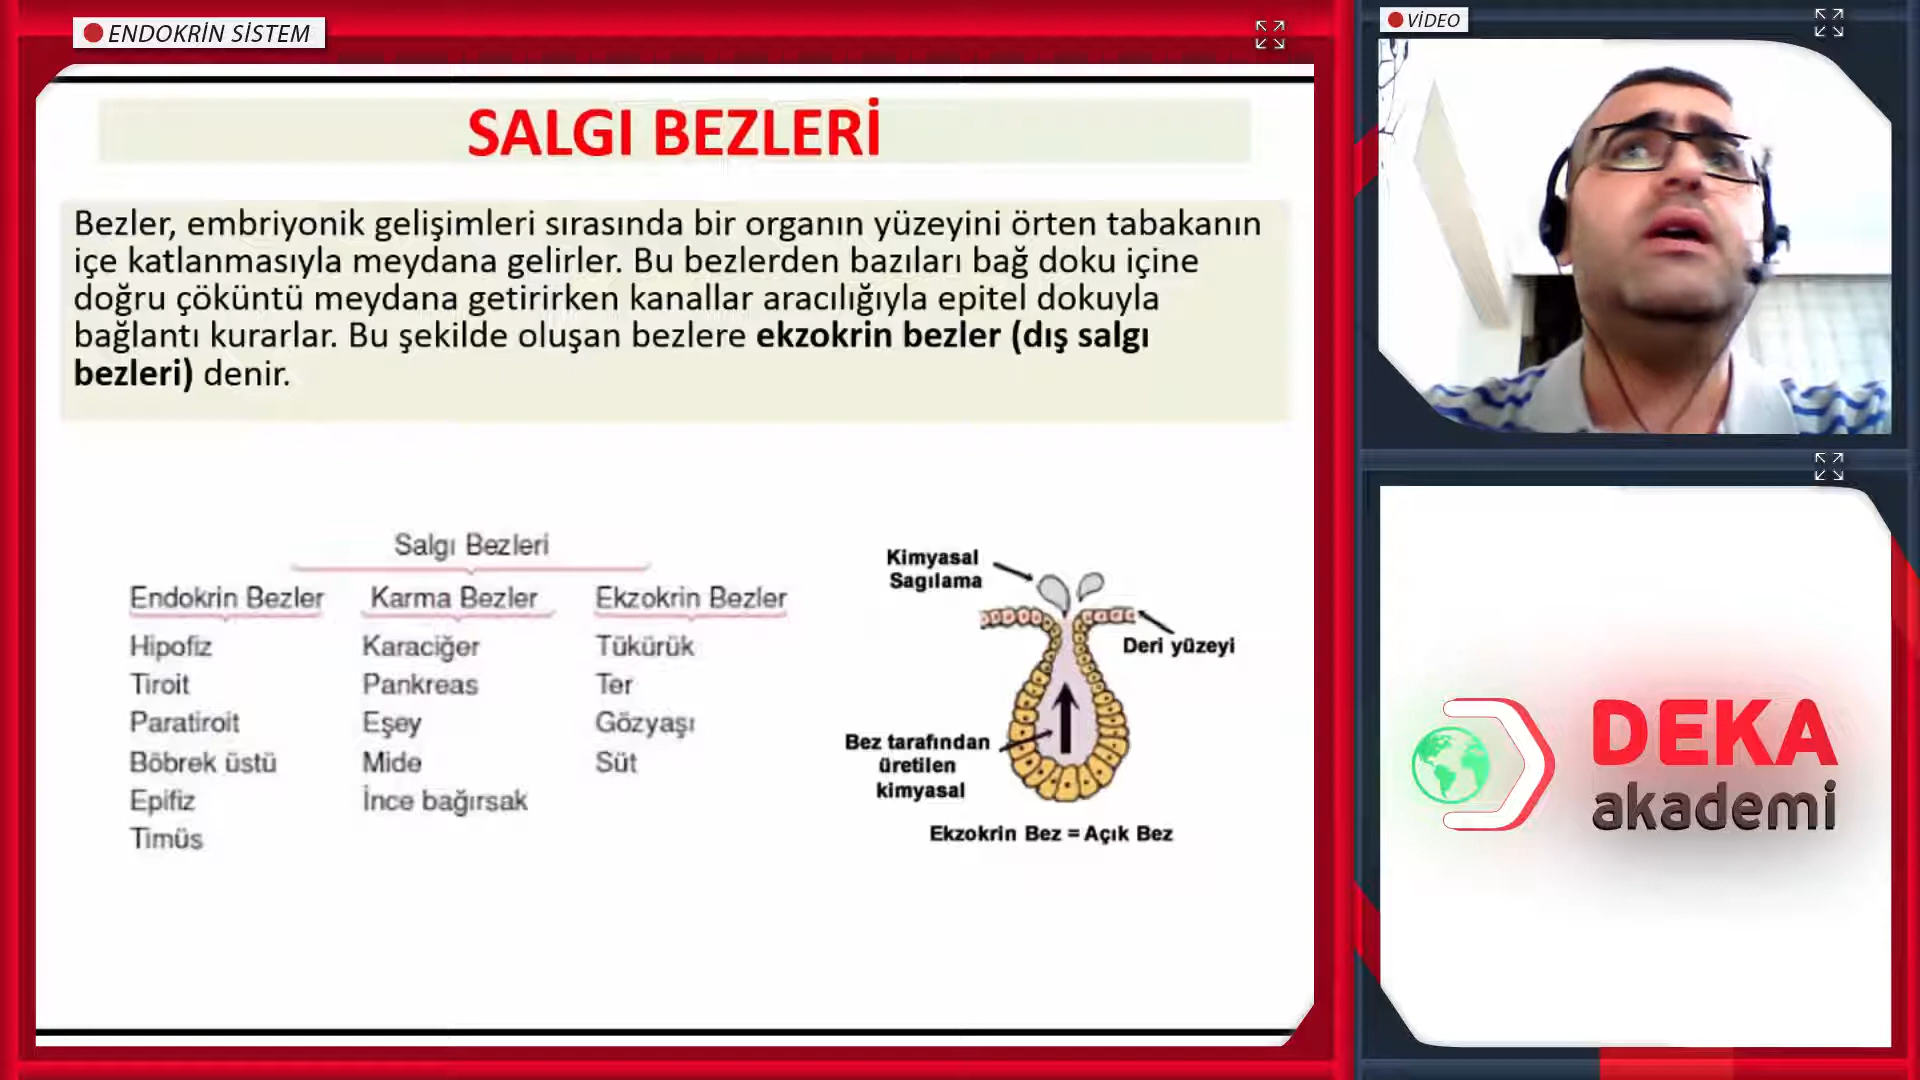 ENDOKRİN SİSTEM
VİDEO
SALGI BEZLERİ
Bezler, embriyonik gelişimleri sırasında bir organın yüzeyini örten tabakanın
içe katlanmasıyla meydana gelirler. Bu bezlerden bazıları bağ doku içine
doğru çöküntü meydana getirirken kanallar aracılığıyla epitel dokuyla
bağlantı kurarlar. Bu şekilde oluşan bezlere ekzokrin bezler (dış salgı
bezleri) denir.
Salgı Bezleri
Endokrin Bezler
Hipofiz
Tiroit
Paratiroit
Böbrek üstü
Epifiz
Timüs
Karma Bezler
Karaciğer
Pankreas
Eşey
Mide
İnce bağırsak
Ekzokrin Bezler
Tükürük
Ter
Gözyaşı
Süt
Kimyasal
Sagılama
Deri yüzeyi
Bez tarafından
üretilen
kimyasal
Ekzokrin Bez = Açık Bez
DEKA
akademi